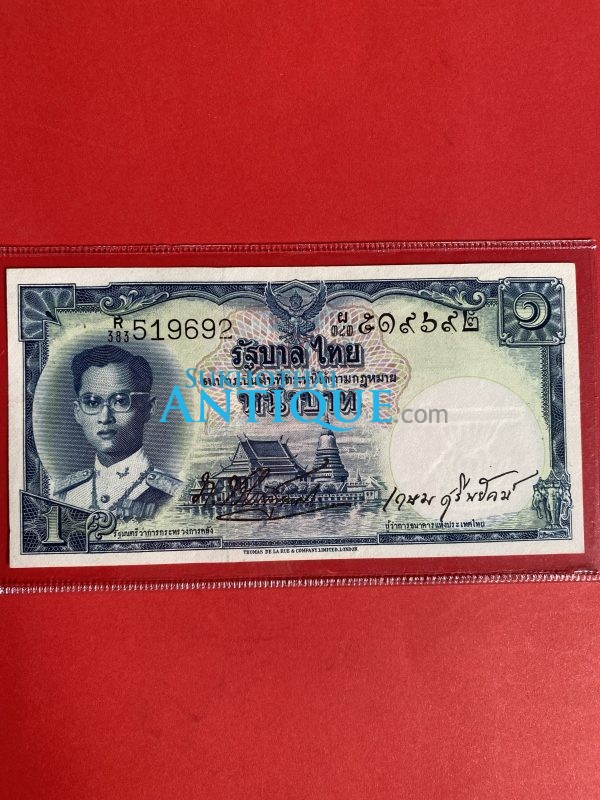 R/383 519692
ผ/๓๘๓ ๕๑๙๖๙๒
๑
รัฐบาลไทย
SUKHOTHAI
ANTIQUE.com
1
๑
รัฐมนตรีว่าการกระทรวงการคลัง
เกษม ศรีพยัคฆ์
ผู้ว่าการธนาคารแห่งประเทศไทย
THOMAS DE LA RUE & COMPANY, LIMITED, LONDON.